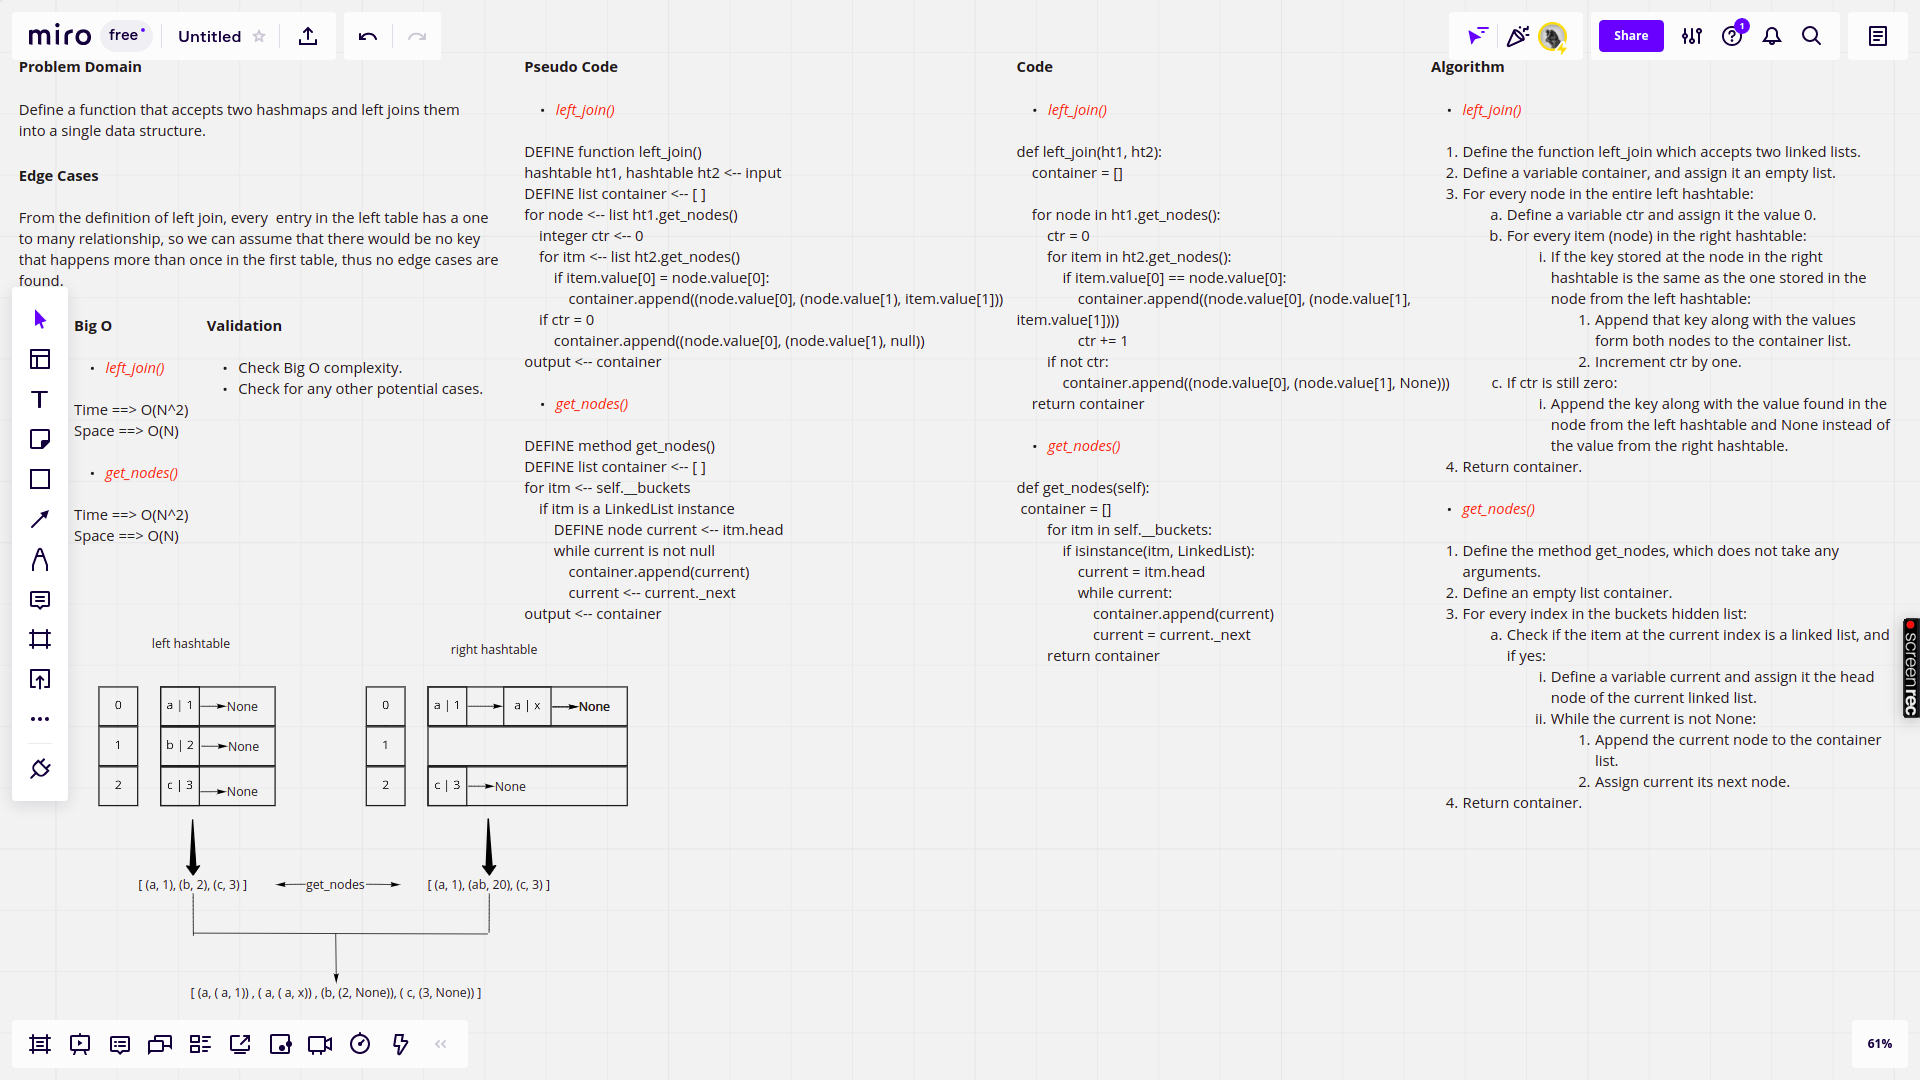 miro free Untitled Share 1
Problem Domain
Define a function that accepts two hashmaps and left joins them
into a single data structure.
Edge Cases
From the definition of left join, every  entry in the left table has a one
to many relationship, so we can assume that there would be no key
that happens more than once in the first table, thus no edge cases are
found.
Big O
• left_join()
Time ==> O(N^2)
Space ==> O(N)
• get_nodes()
Time ==> O(N^2)
Space ==> O(N)
Validation
• Check Big O complexity.
• Check for any other potential cases.
Pseudo Code
• left_join()
DEFINE function left_join()
hashtable ht1, hashtable ht2 <-- input
DEFINE list container <-- [ ]
for node <-- list ht1.get_nodes()
integer ctr <-- 0
for itm <-- list ht2.get_nodes()
if item.value[0] = node.value[0]:
container.append((node.value[0], (node.value[1), item.value[1]))
if ctr = 0
container.append((node.value[0], (node.value[1), null))
output <-- container
• get_nodes()
DEFINE method get_nodes()
DEFINE list container <-- [ ]
for itm <-- self.__buckets
if itm is a LinkedList instance
DEFINE node current <-- itm.head
while current is not null
container.append(current)
current <-- current._next
output <-- container
Code
• left_join()
def left_join(ht1, ht2):
container = []
for node in ht1.get_nodes():
ctr = 0
for item in ht2.get_nodes():
if item.value[0] == node.value[0]:
container.append((node.value[0], (node.value[1],
item.value[1])))
ctr += 1
if not ctr:
container.append((node.value[0], (node.value[1], None)))
return container
• get_nodes()
def get_nodes(self):
container = []
for itm in self.__buckets:
if isinstance(itm, LinkedList):
current = itm.head
while current:
container.append(current)
current = current._next
return container
Algorithm
• left_join()
1. Define the function left_join which accepts two linked lists.
2. Define a variable container, and assign it an empty list.
3. For every node in the entire left hashtable:
a. Define a variable ctr and assign it the value 0.
b. For every item (node) in the right hashtable:
i. If the key stored at the node in the right
hashtable is the same as the one stored in the
node from the left hashtable:
1. Append that key along with the values
form both nodes to the container list.
2. Increment ctr by one.
c. If ctr is still zero:
i. Append the key along with the value found in the
node from the left hashtable and None instead of
the value from the right hashtable.
4. Return container.
• get_nodes()
1. Define the method get_nodes, which does not take any
arguments.
2. Define an empty list container.
3. For every index in the buckets hidden list:
a. Check if the item at the current index is a linked list, and
if yes:
i. Define a variable current and assign it the head
node of the current linked list.
ii. While the current is not None:
1. Append the current node to the container
list.
2. Assign current its next node.
4. Return container.
left hashtable
0 a | 1 None
1 b | 2 None
2 c | 3 None
right hashtable
0 a | 1 a | x None
1
2 c | 3 None
[ (a, 1), (b, 2), (c, 3) ] get_nodes [ (a, 1), (ab, 20), (c, 3) ]
[ (a, ( a, 1)) , ( a, ( a, x)) , (b, (2, None)), ( c, (3, None)) ]
screenrec
61%